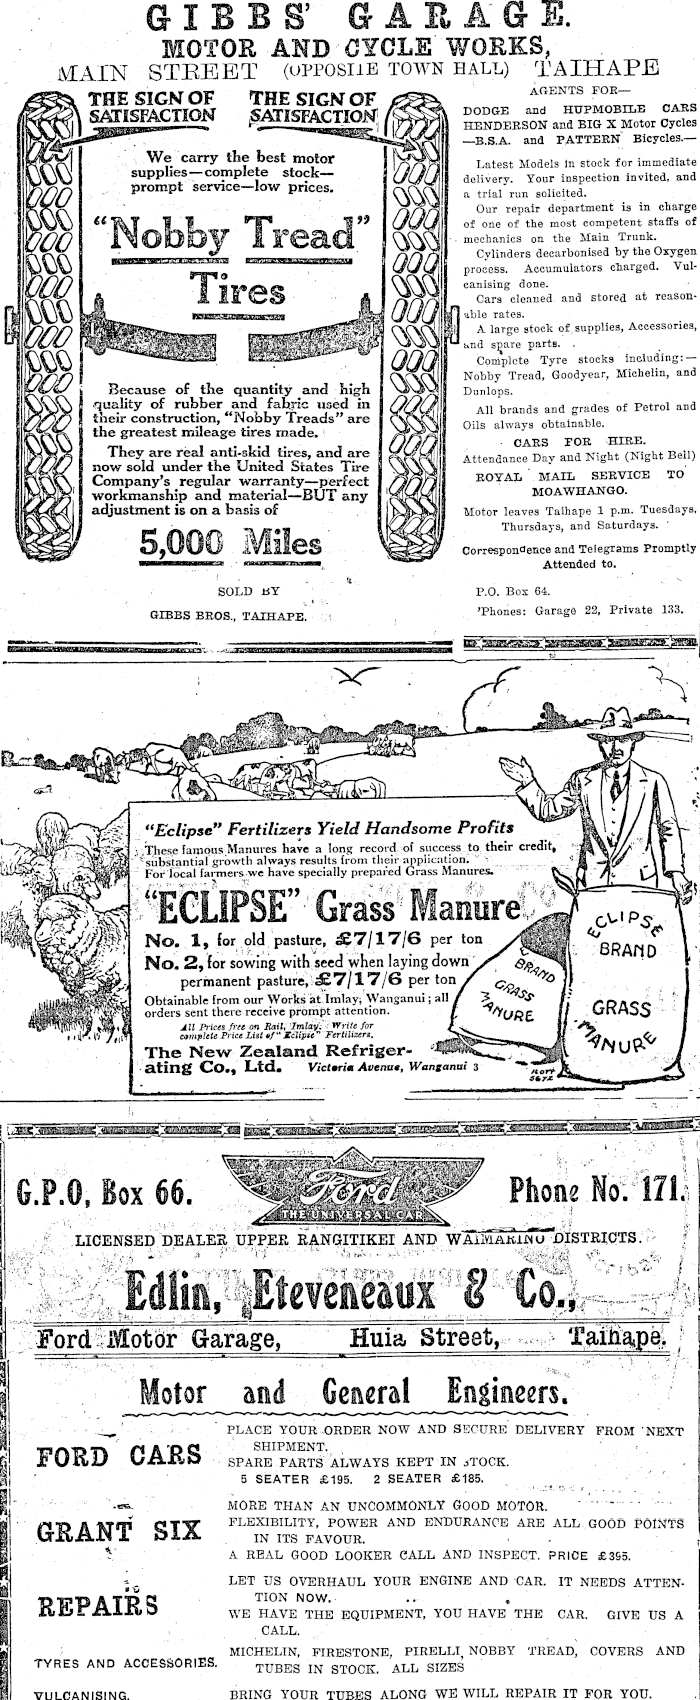 GIBBS' GARAGE.
MOTOR AND CYCLE WORKS,
MAIN STREET (OPPOSITE TOWN HALL) TAIHAPE
THE SIGN OF
SATISFACTION
THE SIGN OF
SATISFACTION
We carry the best motor
supplies—complete stock—
prompt service—low prices.
"Nobby Tread"
Tires
Because of the quantity and high
quality of rubber and fabric used in
their construction, "Nobby Treads" are
the greatest mileage tires made.
They are real anti-skid tires, and are
now sold under the United States Tire
Company's regular warranty—perfect
workmanship and material—BUT any
adjustment is on a basis of
5,000 Miles
SOLD BY
GIBBS BROS., TAIHAPE.
AGENTS FOR—
DODGE and HUPMOBILE CARS
HENDERSON and BIG X Motor Cycles
—B.S.A. and PATTERN Bicycles.—
Latest Models in stock for immediate
delivery. Your inspection invited, and
a trial run solicited.
Our repair department is in charge
of one of the most competent staffs of
mechanics on the Main Trunk.
Cylinders decarbonised by the Oxygen
process. Accumulators charged. Vul-
canising done.
Cars cleaned and stored at reason-
able rates.
A large stock of supplies, Accessories,
and spare parts.
Complete Tyre stocks including:—
Nobby Tread, Goodyear, Michelin, and
Dunlops.
All brands and grades of Petrol and
Oils always obtainable.
CARS FOR HIRE.
Attendance Day and Night (Night Bell)
ROYAL MAIL SERVICE TO
MOAWHANGO.
Motor leaves Taihape 1 p.m. Tuesdays,
Thursdays, and Saturdays.
Correspondence and Telegrams Promptly
Attended to.
P.O. Box 64.
'Phones: Garage 22, Private 133.
"Eclipse" Fertilizers Yield Handsome Profits
These famous Manures have a long record of success to their credit,
substantial growth always results from their application.
For local farmers we have specially prepared Grass Manures.
"ECLIPSE" Grass Manure
No. 1, for old pasture, £7/17/6 per ton
No. 2, for sowing with seed when laying down
permanent pasture, £7/17/6 per ton
Obtainable from our Works at Imlay, Wanganui; all
orders sent there receive prompt attention.
All Prices free on Rail, Imlay. Write for
complete Price List of "Eclipse" Fertilizers.
The New Zealand Refriger-
ating Co., Ltd. Victoria Avenue, Wanganui 3
BRAND
GRASS
MANURE
ECLIPSE
BRAND
GRASS
MANURE
G.P.O, Box 66.
Ford
THE UNIVERSAL CAR
Phone No. 171.
LICENSED DEALER UPPER RANGITIKEI AND WAIMARINO DISTRICTS.
Edlin, Eteveneaux & Co.,
Ford Motor Garage, Huia Street, Taihape.
Motor and General Engineers.
FORD CARS
PLACE YOUR ORDER NOW AND SECURE DELIVERY FROM NEXT
SHIPMENT.
SPARE PARTS ALWAYS KEPT IN STOCK.
5 SEATER £195. 2 SEATER £185.
GRANT SIX
MORE THAN AN UNCOMMONLY GOOD MOTOR.
FLEXIBILITY, POWER AND ENDURANCE ARE ALL GOOD POINTS
IN ITS FAVOUR.
A REAL GOOD LOOKER CALL AND INSPECT. PRICE £395.
REPAIRS
LET US OVERHAUL YOUR ENGINE AND CAR. IT NEEDS ATTEN-
TION NOW.
WE HAVE THE EQUIPMENT, YOU HAVE THE CAR. GIVE US A
CALL.
TYRES AND ACCESSORIES.
MICHELIN, FIRESTONE, PIRELLI, NOBBY TREAD, COVERS AND
TUBES IN STOCK. ALL SIZES
VULCANISING.
BRING YOUR TUBES ALONG WE WILL REPAIR IT FOR YOU.